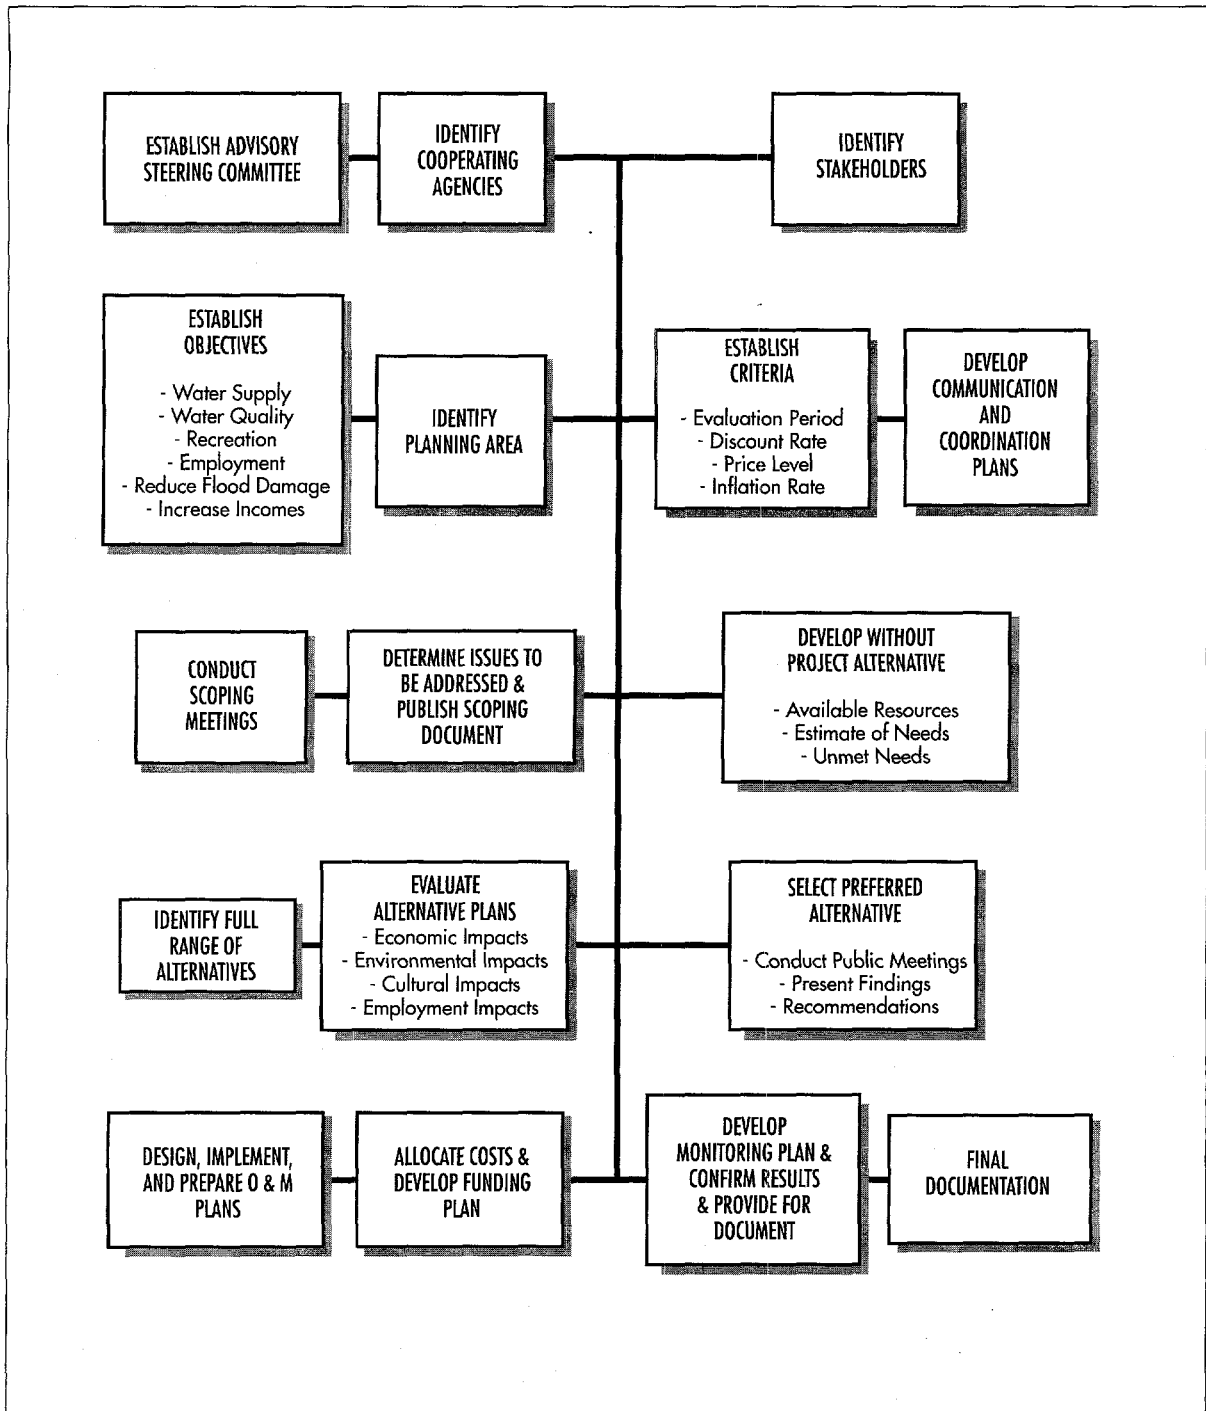 ESTABLISH ADVISORY
STEERING COMMITTEE
IDENTIFY
COOPERATING
AGENCIES
IDENTIFY
STAKEHOLDERS
ESTABLISH
OBJECTIVES
- Water Supply
- Water Quality
- Recreation
- Employment
- Reduce Flood Damage
- Increase Incomes
IDENTIFY
PLANNING AREA
ESTABLISH
CRITERIA
- Evaluation Period
- Discount Rate
- Price Level
- Inflation Rate
DEVELOP
COMMUNICATION
AND
COORDINATION
PLANS
CONDUCT
SCOPING
MEETINGS
DETERMINE ISSUES TO
BE ADDRESSED &
PUBLISH SCOPING
DOCUMENT
DEVELOP WITHOUT
PROJECT ALTERNATIVE
- Available Resources
- Estimate of Needs
- Unmet Needs
IDENTIFY FULL
RANGE OF
ALTERNATIVES
EVALUATE
ALTERNATIVE PLANS
- Economic Impacts
- Environmental Impacts
- Cultural Impacts
- Employment Impacts
SELECT PREFERRED
ALTERNATIVE
- Conduct Public Meetings
- Present Findings
- Recommendations
DESIGN, IMPLEMENT,
AND PREPARE O & M
PLANS
ALLOCATE COSTS &
DEVELOP FUNDING
PLAN
DEVELOP
MONITORING PLAN &
CONFIRM RESULTS
& PROVIDE FOR
DOCUMENT
FINAL
DOCUMENTATION